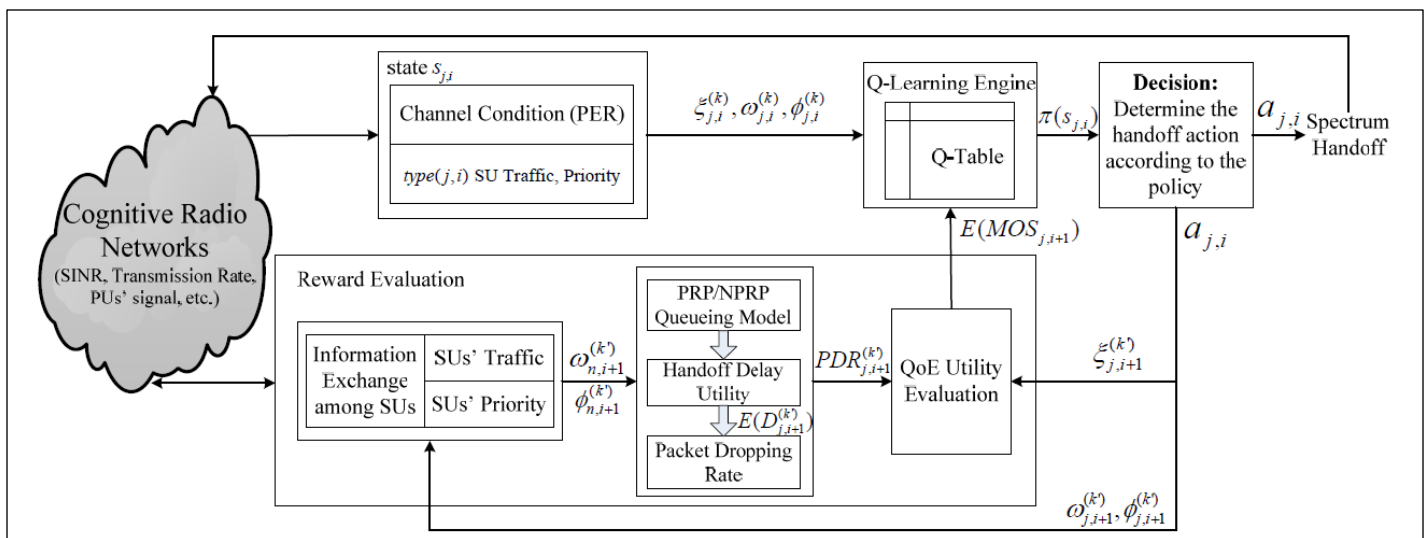 state s_{j,i}
Channel Condition (PER)
type(j,i) SU Traffic, Priority
ξ_{j,i}^{(k)}, ω_{j,i}^{(k)}, ϕ_{j,i}^{(k)}
Q-Learning Engine
Q-Table
π(s_{j,i})
Decision:
Determine the
handoff action
according to the
policy
a_{j,i}
Spectrum
Handoff
Cognitive Radio
Networks
(SINR, Transmission Rate,
PUs' signal, etc.)
E(MOS_{j,i+1})
a_{j,i}
Reward Evaluation
Information
Exchange
among SUs
SUs' Traffic
SUs' Priority
ω_{n,i+1}^{(k')}
ϕ_{n,i+1}^{(k')}
PRP/NPRP
Queueing Model
Handoff Delay
Utility
E(D_{j,i+1}^{(k')})
Packet Dropping
Rate
PDR_{j,i+1}^{(k')}
QoE Utility
Evaluation
ξ_{j,i+1}^{(k')}
ω_{j,i+1}^{(k')}, ϕ_{j,i+1}^{(k')}